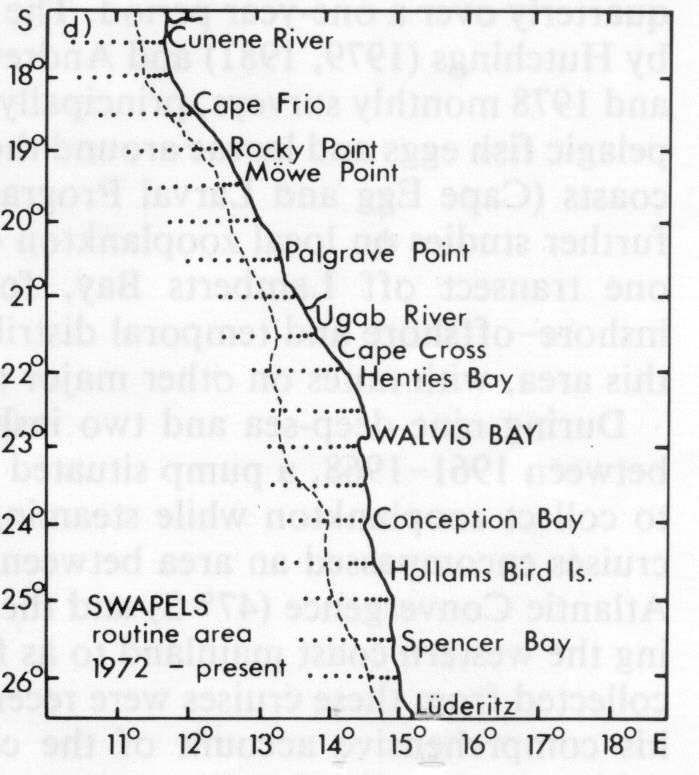 S
d)
Cunene River
18°
Cape Frio
19°
Rocky Point
Möwe Point
20°
Palgrave Point
21°
Ugab River
Cape Cross
22°
Henties Bay
23°
WALVIS BAY
24°
Conception Bay
Hollams Bird Is.
25°
SWAPELS
routine area
1972 – present
Spencer Bay
26°
Lüderitz
11° 12° 13° 14° 15° 16° 17° 18° E